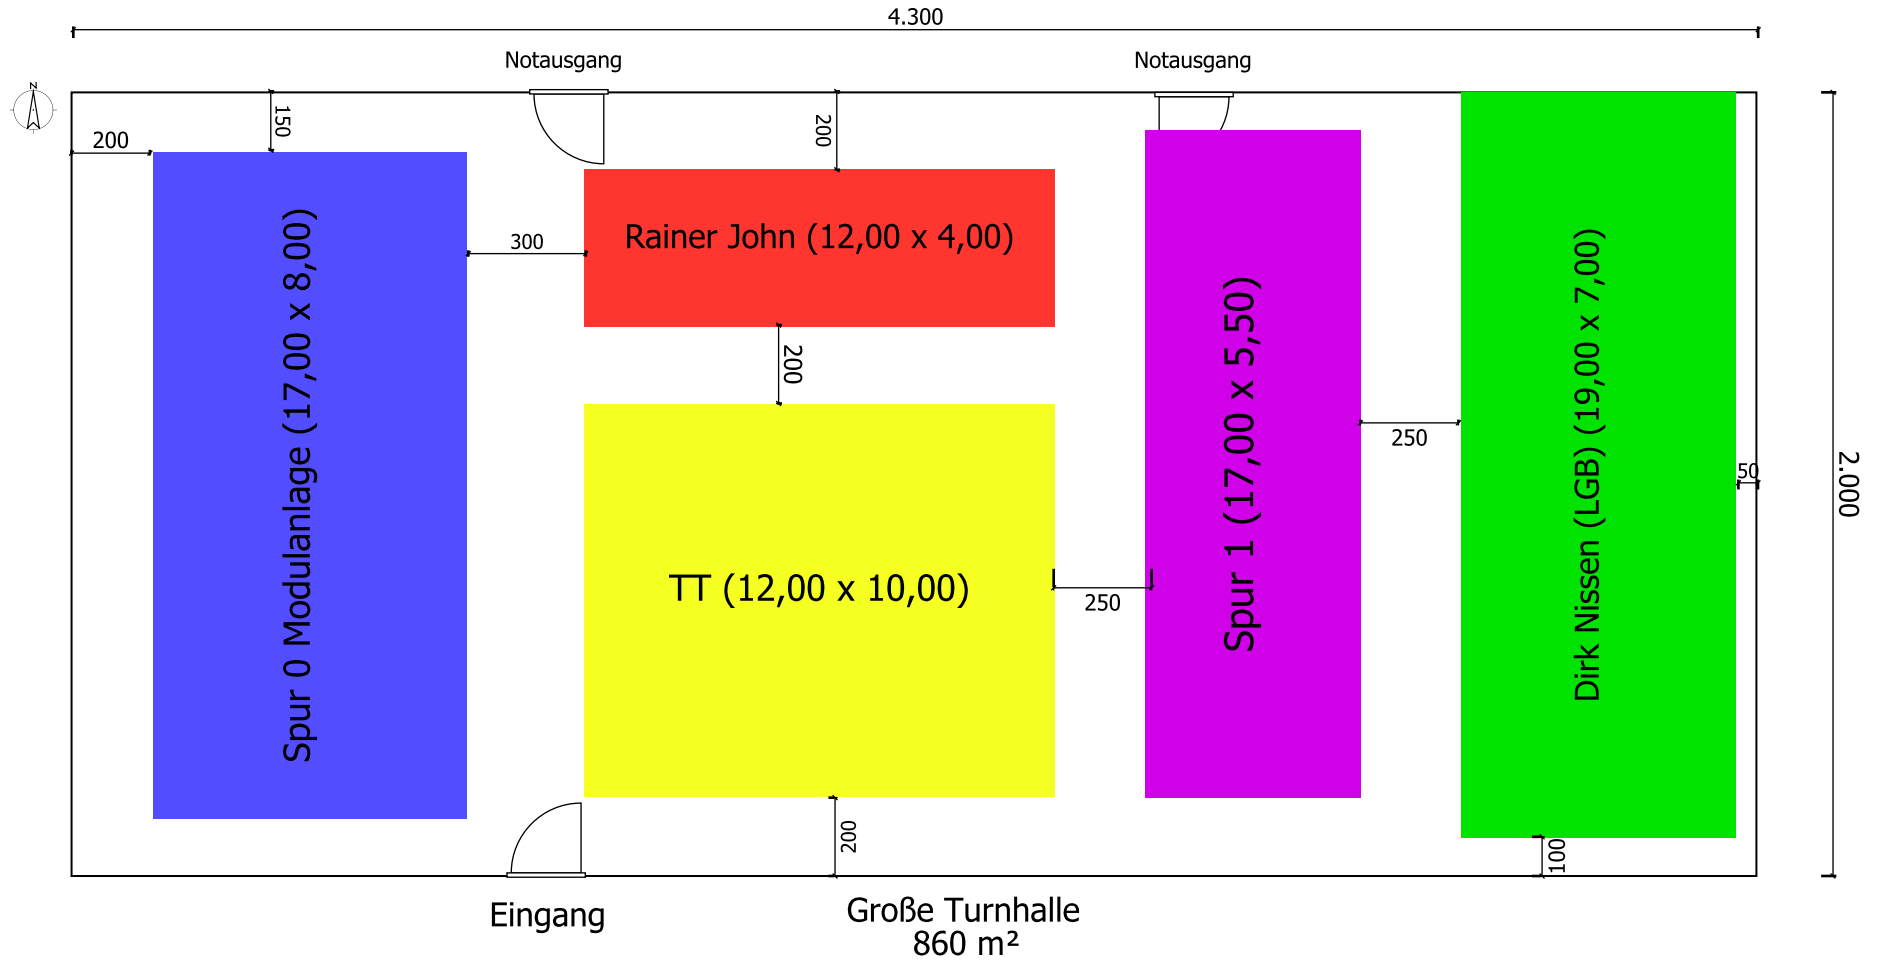 4.300
Notausgang
Notausgang
N
150
200
200
300
Rainer John (12,00 x 4,00)
200
Spur 0 Modulanlage (17,00 x 8,00)
TT (12,00 x 10,00)
250
Spur 1 (17,00 x 5,50)
250
Dirk Nissen (LGB) (19,00 x 7,00)
50
2.000
200
100
Eingang
Große Turnhalle
860 m²